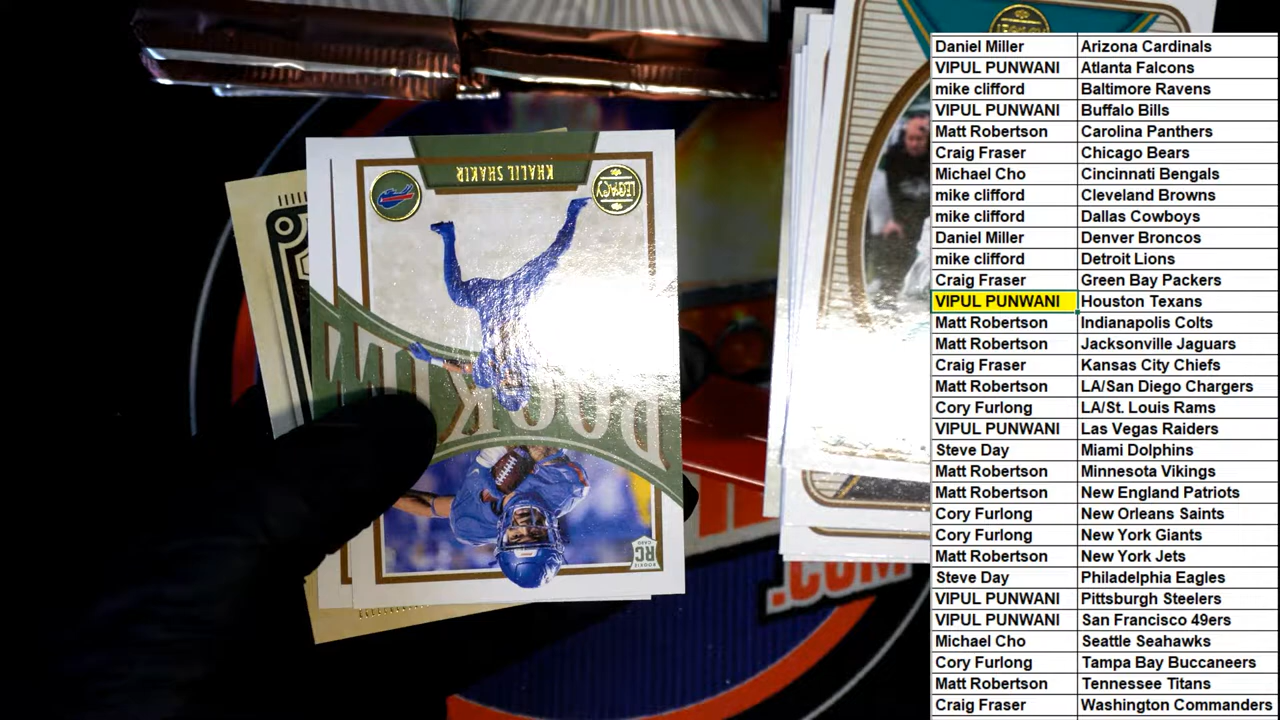 KHALIL SHAKIR
LEGACY
ROOKIE
ROOKIE CARD
RC
.COM
Daniel Miller Arizona Cardinals
VIPUL PUNWANI Atlanta Falcons
mike clifford Baltimore Ravens
VIPUL PUNWANI Buffalo Bills
Matt Robertson Carolina Panthers
Craig Fraser Chicago Bears
Michael Cho Cincinnati Bengals
mike clifford Cleveland Browns
mike clifford Dallas Cowboys
Daniel Miller Denver Broncos
mike clifford Detroit Lions
Craig Fraser Green Bay Packers
VIPUL PUNWANI Houston Texans
Matt Robertson Indianapolis Colts
Matt Robertson Jacksonville Jaguars
Craig Fraser Kansas City Chiefs
Matt Robertson LA/San Diego Chargers
Cory Furlong LA/St. Louis Rams
VIPUL PUNWANI Las Vegas Raiders
Steve Day Miami Dolphins
Matt Robertson Minnesota Vikings
Matt Robertson New England Patriots
Cory Furlong New Orleans Saints
Cory Furlong New York Giants
Matt Robertson New York Jets
Steve Day Philadelphia Eagles
VIPUL PUNWANI Pittsburgh Steelers
VIPUL PUNWANI San Francisco 49ers
Michael Cho Seattle Seahawks
Cory Furlong Tampa Bay Buccaneers
Matt Robertson Tennessee Titans
Craig Fraser Washington Commanders